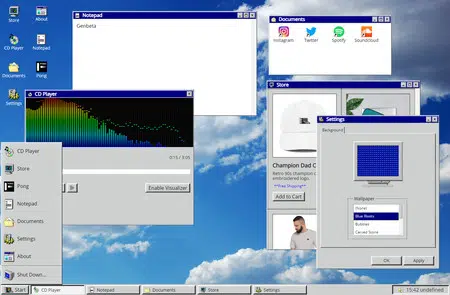 Store
About
CD Player
Notepad
Documents
Pong
Settings
Notepad
Genbeta
Documents
Instagram
Twitter
Spotify
SoundCloud
CD Player
0:15 / 3:05
Enable Visualizer
Store
Champion Dad C
Retro 90s champion
embroidered logo.
**Free Shipping*
Add to Cart
Settings
Background
Wallpaper
(None)
Blue Rivets
Bubbles
Carved Stone
OK
Apply
CD Player
Store
Pong
Notepad
Documents
Settings
About
Shut Down...
Start
CD Player
Notepad
Documents
Store
Settings
15:42 undefined